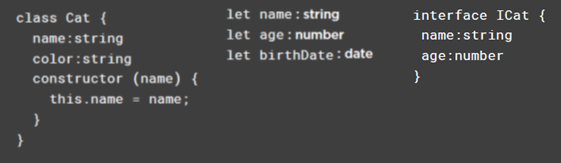 class Cat {
name:string
color:string
constructor (name) {
this.name = name;
}
}
let name:string
let age:number
let birthDate:date
interface ICat {
name:string
age:number
}